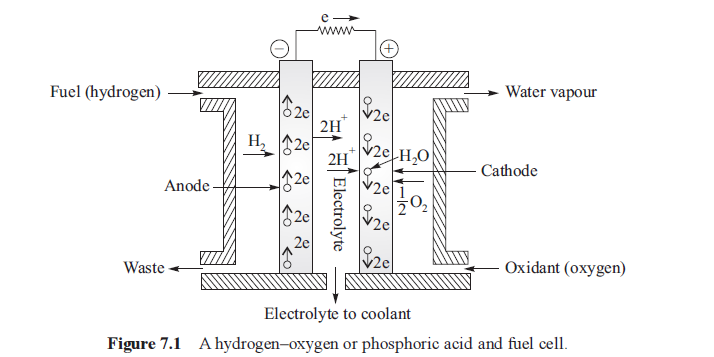 e
−
+
Fuel (hydrogen)
Water vapour
2e
2e
2H⁺
H₂
2e
2e
2H⁺
H₂O
Cathode
Anode
2e
2e
½O₂
Electrolyte
2e
2e
2e
2e
Waste
Oxidant (oxygen)
Electrolyte to coolant
Figure 7.1 A hydrogen–oxygen or phosphoric acid and fuel cell.